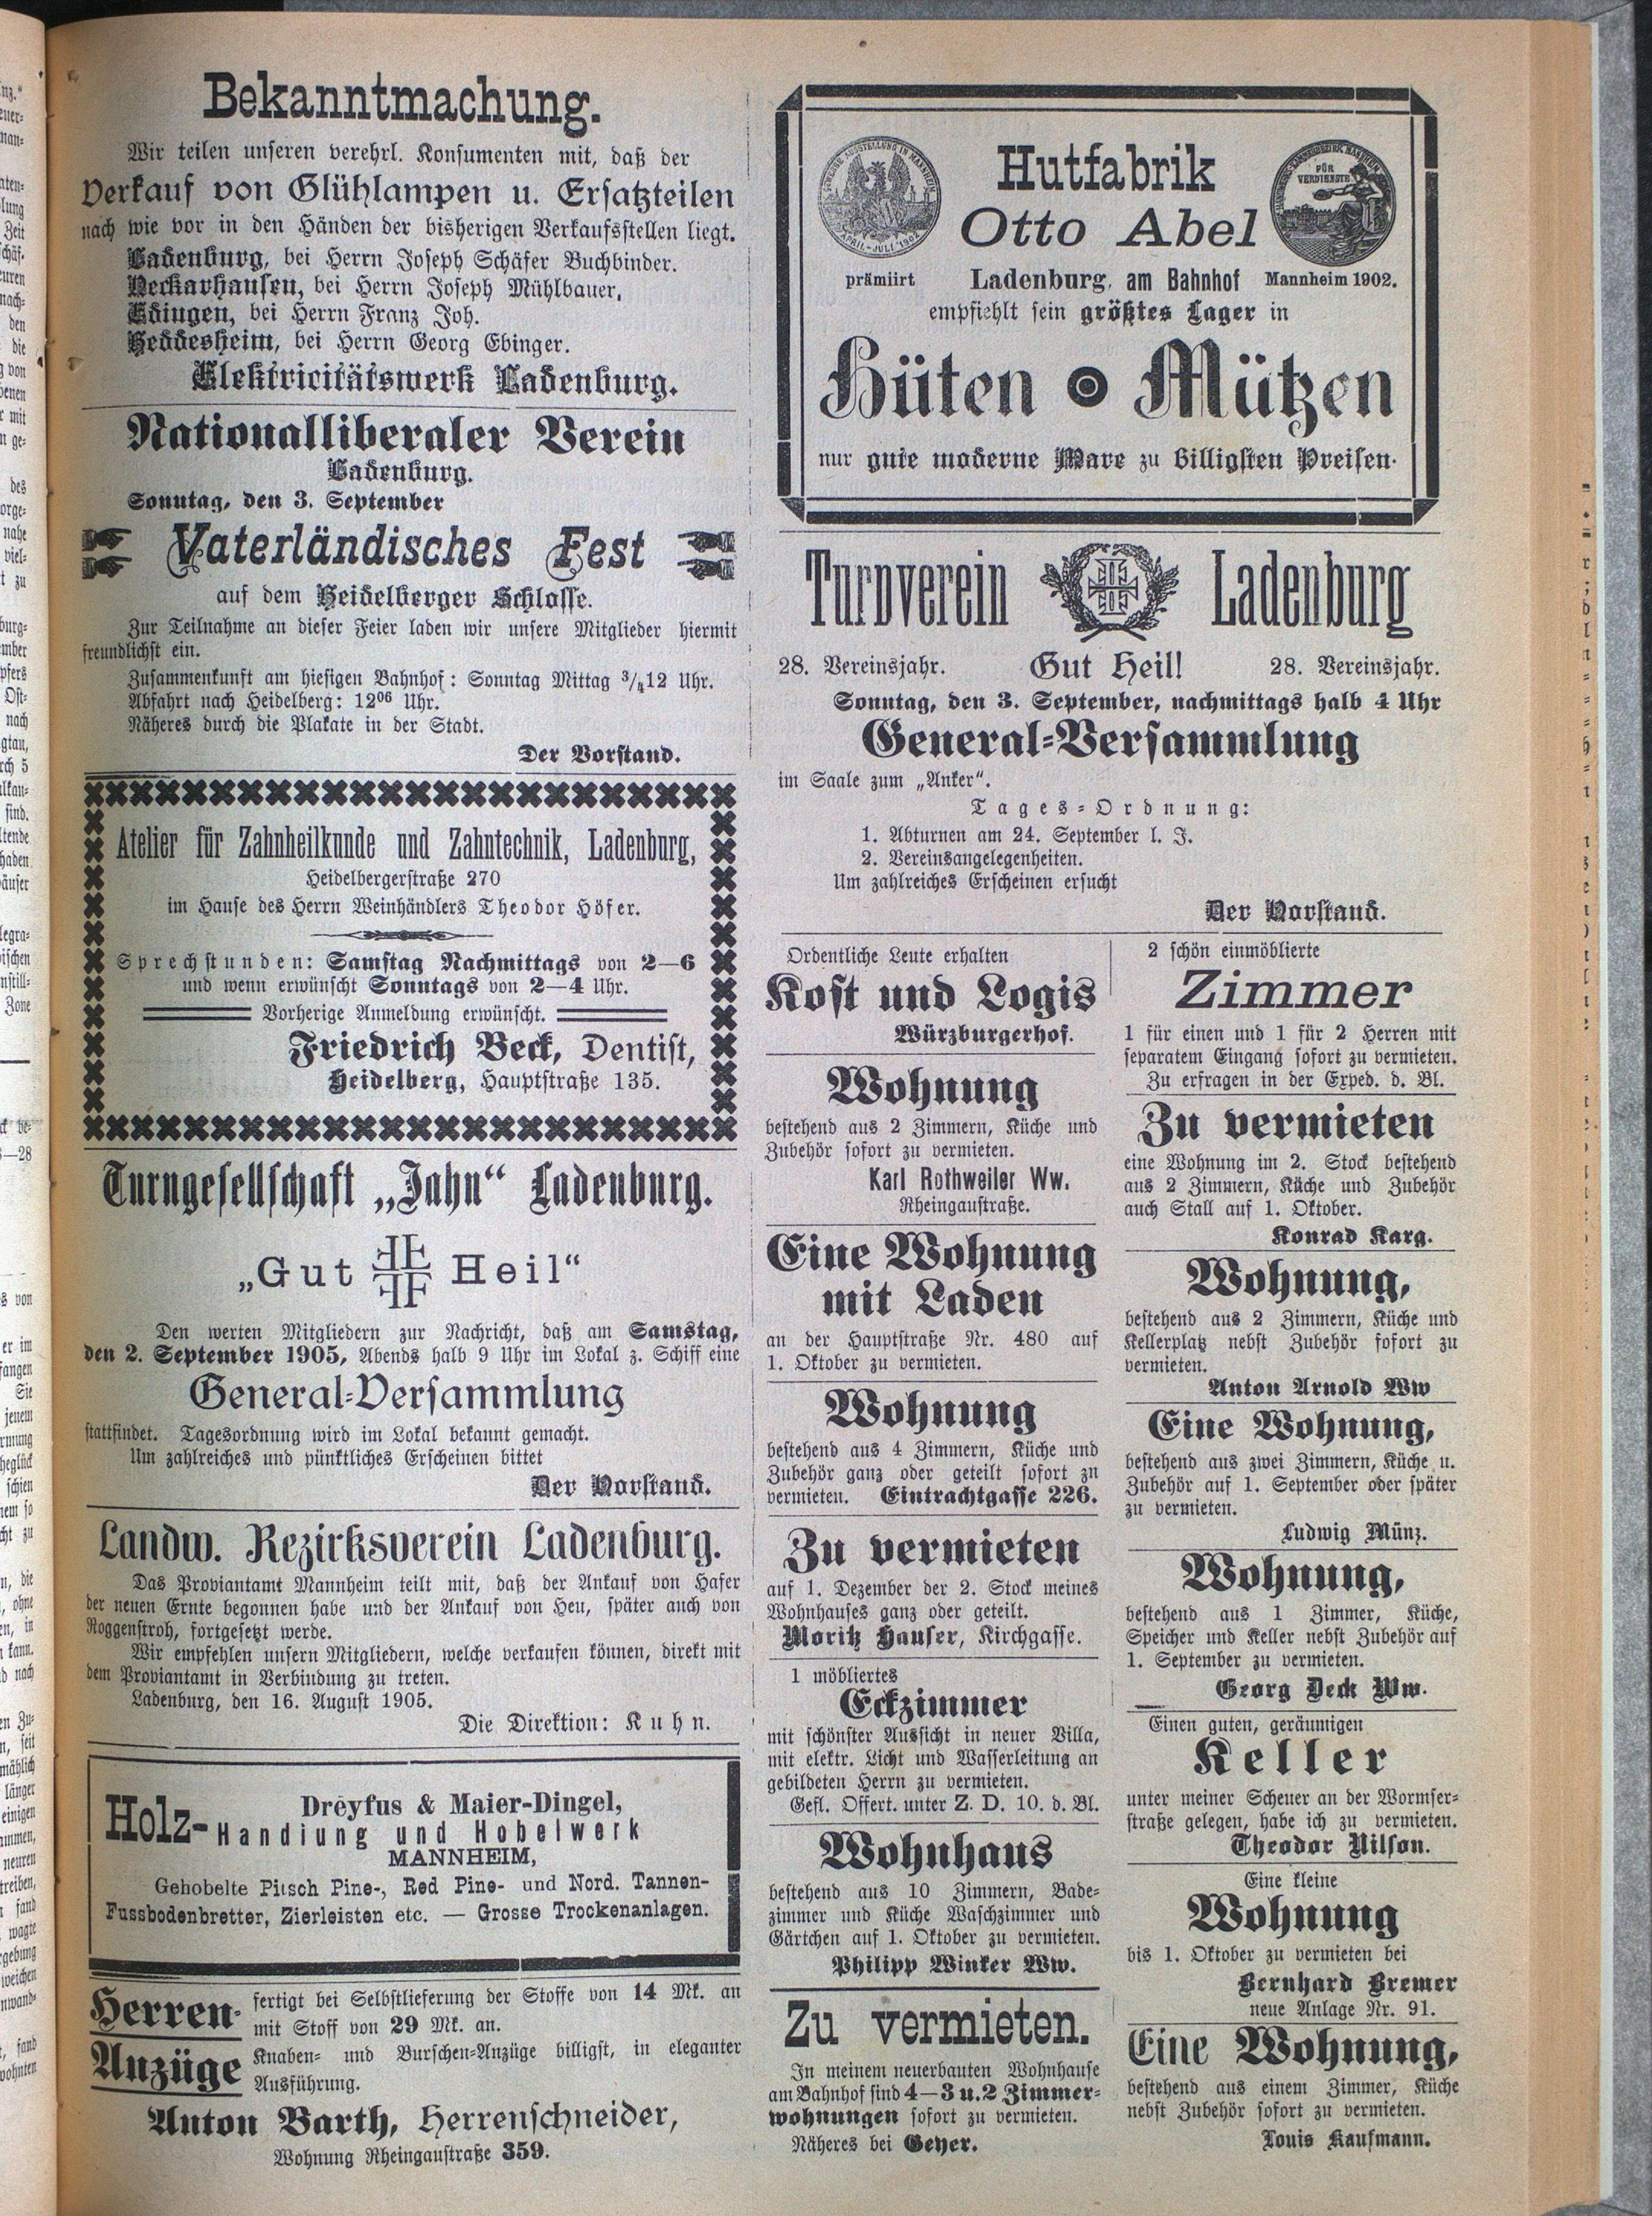 Bekanntmachung.
Wir teilen unseren verehrl. Konsumenten mit, daß der
Verkauf von Glühlampen u. Ersatzteilen
nach wie vor in den Händen der bisherigen Verkaufsstellen liegt.
Ladenburg, bei Herrn Joseph Schäfer Buchbinder.
Neckarhausen, bei Herrn Joseph Mühlbauer,
Edingen, bei Herrn Franz Joh.
Heddesheim, bei Herrn Georg Ebinger.
Elektricitätswerk Ladenburg.
Nationalliberaler Verein
Ladenburg.
Sonntag, den 3. September
Vaterländisches Fest
auf dem Heidelberger Schlosse.
Zur Teilnahme an dieser Feier laden wir unsere Mitglieder hiermit
freundlichst ein.
Zusammenkunft am hiesigen Bahnhof: Sonntag Mittag 3/4 12 Uhr.
Abfahrt nach Heidelberg: 12⁰⁶ Uhr.
Näheres durch die Plakate in der Stadt.
Der Vorstand.
Atelier für Zahnheilkunde und Zahntechnik, Ladenburg,
Heidelbergerstraße 270
im Hause des Herrn Weinhändlers Theodor Höfer.
Sprechstunden: Samstag Nachmittags von 2—6
und wenn erwünscht Sonntags von 2—4 Uhr.
Vorherige Anmeldung erwünscht.
Friedrich Beck, Dentist,
Heidelberg, Hauptstraße 135.
Turngesellschaft „Jahn“ Ladenburg.
„Gut Heil“
Den werten Mitgliedern zur Nachricht, daß am Samstag,
den 2. September 1905, Abends halb 9 Uhr im Lokal z. Schiff eine
General-Versammlung
stattfindet. Tagesordnung wird im Lokal bekannt gemacht.
Um zahlreiches und pünktliches Erscheinen bittet
Der Vorstand.
Landw. Bezirksverein Ladenburg.
Das Proviantamt Mannheim teilt mit, daß der Ankauf von Hafer
der neuen Ernte begonnen habe und der Ankauf von Heu, später auch von
Roggenstroh, fortgesetzt werde.
Wir empfehlen unsern Mitgliedern, welche verkaufen können, direkt mit
dem Proviantamt in Verbindung zu treten.
Ladenburg, den 16. August 1905.
Die Direktion: Kuhn.
Dreyfus & Maier-Dingel,
Holz-Handlung und Hobelwerk
MANNHEIM,
Gehobelte Pitsch Pine-, Red Pine- und Nord. Tannen-
Fussbodenbretter, Zierleisten etc. — Grosse Trockenanlagen.
Herren-
Anzüge
fertigt bei Selbstlieferung der Stoffe von 14 Mk. an
mit Stoff von 29 Mk. an.
Knaben- und Burschen-Anzüge billigst, in eleganter
Ausführung.
Anton Barth, Herrenschneider,
Wohnung Rheingaustraße 359.
FÜR
VERDIENSTE
APRIL-JULI 1902
Hutfabrik
Otto Abel
prämiirt Ladenburg, am Bahnhof Mannheim 1902.
empfiehlt sein größtes Lager in
Hüten Mützen
nur gute moderne Ware zu billigsten Preisen.
Turnverein Ladenburg
28. Vereinsjahr. Gut Heil! 28. Vereinsjahr.
Sonntag, den 3. September, nachmittags halb 4 Uhr
General-Versammlung
im Saale zum „Anker“.
Tages-Ordnung:
1. Abturnen am 24. September l. J.
2. Vereinsangelegenheiten.
Um zahlreiches Erscheinen ersucht
Der Vorstand.
Ordentliche Leute erhalten
Kost und Logis
Würzburgerhof.
Wohnung
bestehend aus 2 Zimmern, Küche und
Zubehör sofort zu vermieten.
Karl Rothweiler Ww.
Rheingaustraße.
Eine Wohnung
mit Laden
an der Hauptstraße Nr. 480 auf
1. Oktober zu vermieten.
Wohnung
bestehend aus 4 Zimmern, Küche und
Zubehör ganz oder geteilt sofort zu
vermieten. Eintrachtgasse 226.
Zu vermieten
auf 1. Dezember der 2. Stock meines
Wohnhauses ganz oder geteilt.
Moritz Hauser, Kirchgasse.
1 möbliertes
Eckzimmer
mit schönster Aussicht in neuer Villa,
mit elektr. Licht und Wasserleitung an
gebildeten Herrn zu vermieten.
Gefl. Offert. unter Z. D. 10. d. Bl.
Wohnhaus
bestehend aus 10 Zimmern, Bade-
zimmer und Küche Waschzimmer und
Gärtchen auf 1. Oktober zu vermieten.
Philipp Winker Ww.
Zu vermieten.
In meinem neuerbauten Wohnhause
am Bahnhof sind 4—3 u. 2 Zimmer-
wohnungen sofort zu vermieten.
Näheres bei Geyer.
2 schön einmöblierte
Zimmer
1 für einen und 1 für 2 Herren mit
separatem Eingang sofort zu vermieten.
Zu erfragen in der Exped. d. Bl.
Zu vermieten
eine Wohnung im 2. Stock bestehend
aus 2 Zimmern, Küche und Zubehör
auch Stall auf 1. Oktober.
Konrad Karg.
Wohnung,
bestehend aus 2 Zimmern, Küche und
Kellerplatz nebst Zubehör sofort zu
vermieten.
Anton Arnold Ww
Eine Wohnung,
bestehend aus zwei Zimmern, Küche u.
Zubehör auf 1. September oder später
zu vermieten.
Ludwig Münz.
Wohnung,
bestehend aus 1 Zimmer, Küche,
Speicher und Keller nebst Zubehör auf
1. September zu vermieten.
Georg Deck Ww.
Einen guten, geräumigen
Keller
unter meiner Scheuer an der Wormser-
straße gelegen, habe ich zu vermieten.
Theodor Nilson.
Eine kleine
Wohnung
bis 1. Oktober zu vermieten bei
Bernhard Bremer
neue Anlage Nr. 91.
Eine Wohnung,
bestehend aus einem Zimmer, Küche
nebst Zubehör sofort zu vermieten.
Louis Kaufmann.